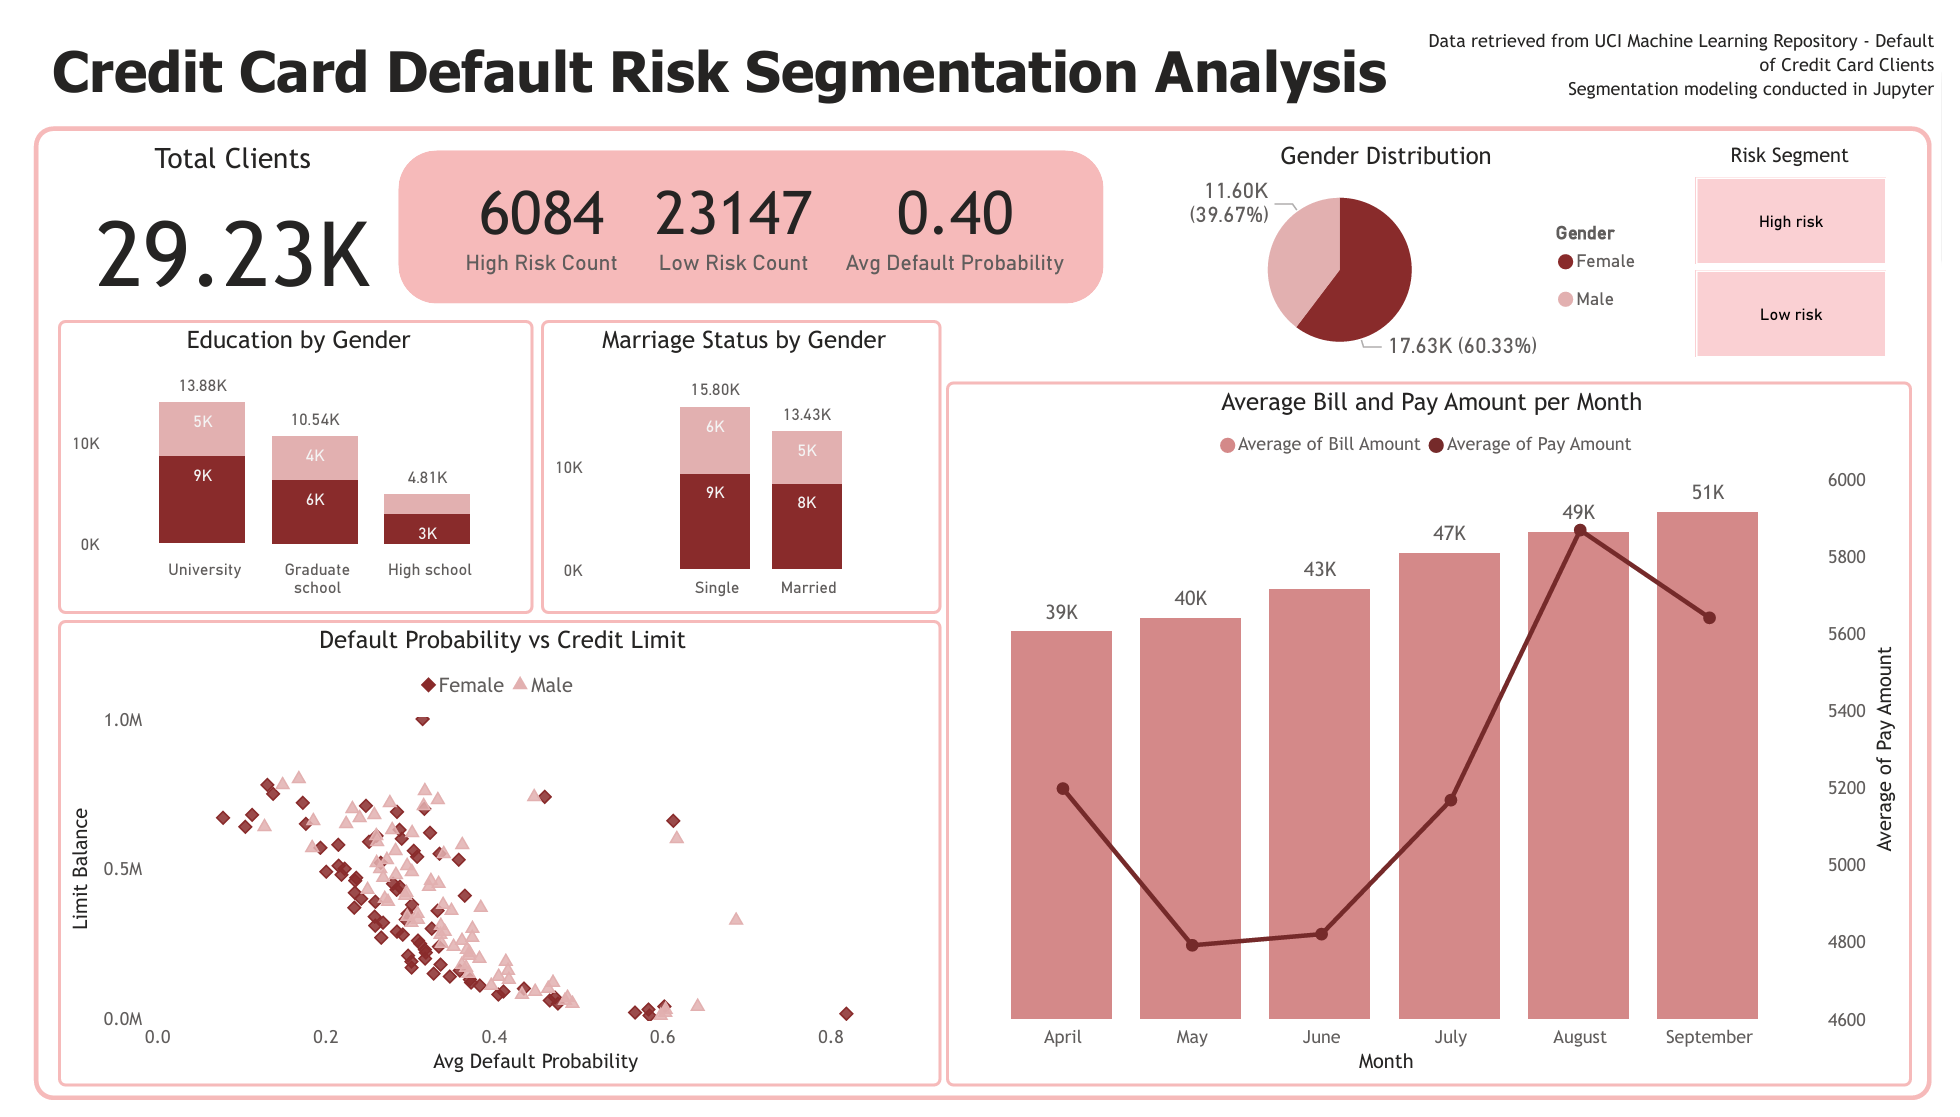 Credit Card Default Risk Segmentation Analysis
Data retrieved from UCI Machine Learning Repository - Default
of Credit Card Clients
Segmentation modeling conducted in Jupyter
Total Clients
29.23K
6084
High Risk Count
23147
Low Risk Count
0.40
Avg Default Probability
Gender Distribution
11.60K
(39.67%)
17.63K (60.33%)
Gender
Female
Male
Risk Segment
High risk
Low risk
Education by Gender
10K
0K
13.88K
5K
9K
10.54K
4K
6K
4.81K
3K
University
Graduate
school
High school
Marriage Status by Gender
10K
0K
15.80K
6K
9K
13.43K
5K
8K
Single
Married
Default Probability vs Credit Limit
Female
Male
Limit Balance
1.0M
0.5M
0.0M
0.0
0.2
0.4
0.6
0.8
Avg Default Probability
Average Bill and Pay Amount per Month
Average of Bill Amount
Average of Pay Amount
39K
40K
43K
47K
49K
51K
6000
5800
5600
5400
5200
5000
4800
4600
Average of Pay Amount
April
May
June
July
August
September
Month